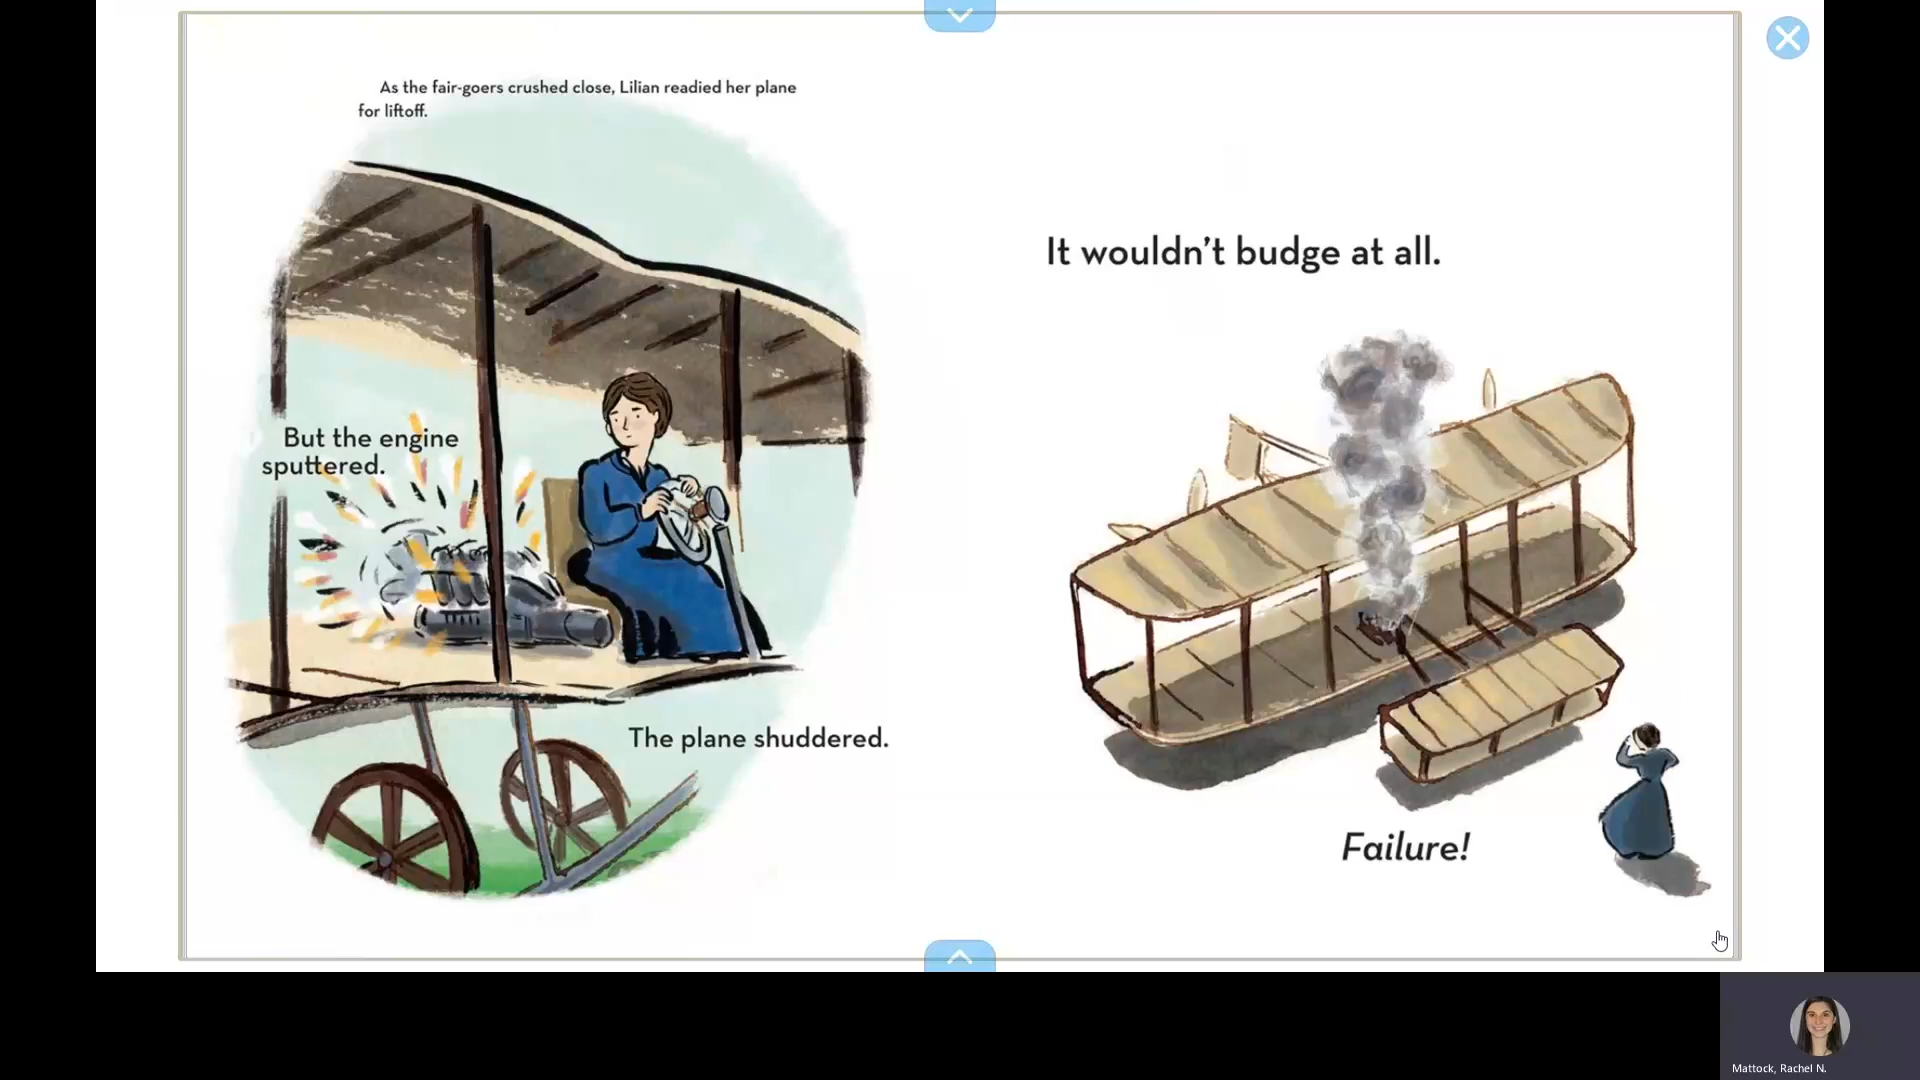 As the fair-goers crushed close, Lilian readied her plane
for liftoff.
But the engine
sputtered.
The plane shuddered.
It wouldn't budge at all.
Failure!
Mattock, Rachel N.